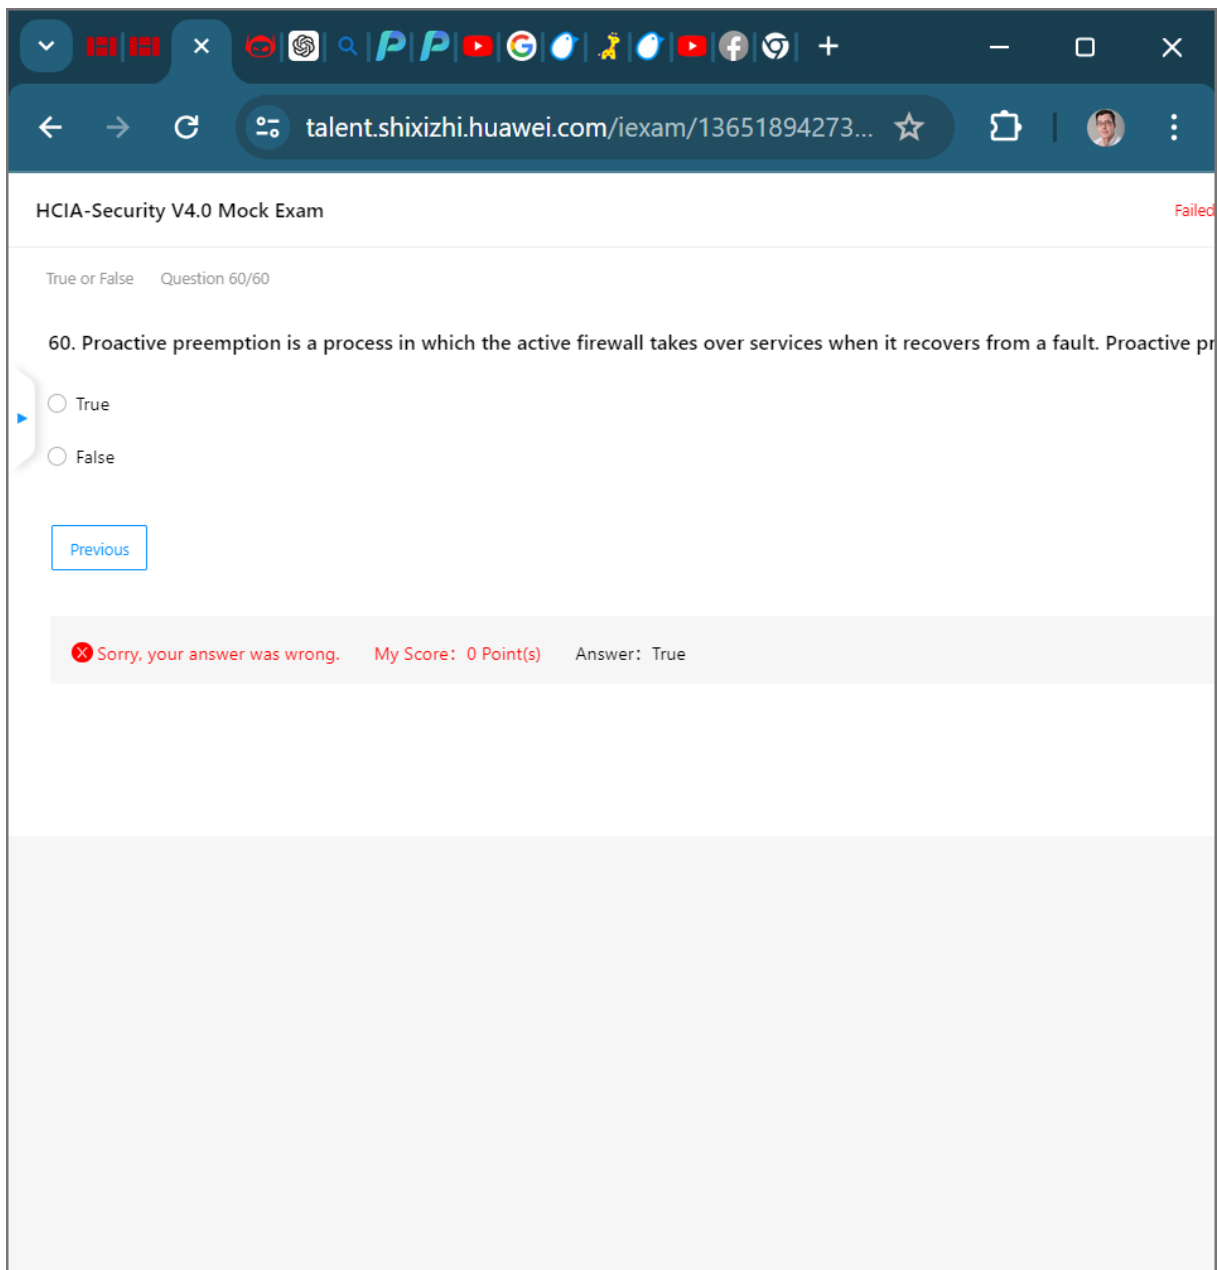 talent.shixizhi.huawei.com/iexam/13651894273...
HCIA-Security V4.0 Mock Exam
Failed
True or False Question 60/60
60. Proactive preemption is a process in which the active firewall takes over services when it recovers from a fault. Proactive pr
True
False
Previous
Sorry, your answer was wrong. My Score: 0 Point(s) Answer: True